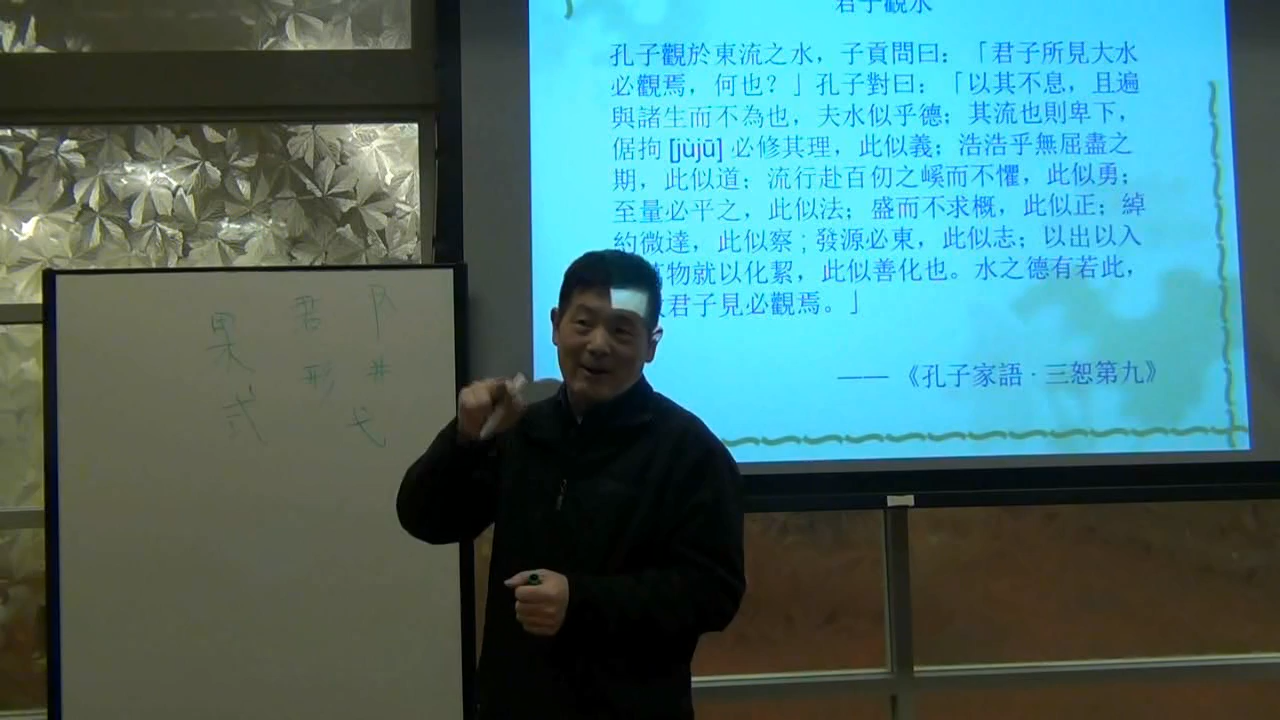 君子觀水
孔子觀於東流之水，子貢問曰：「君子所見大水
必觀焉，何也？」孔子對曰：「以其不息，且遍
與諸生而不為也，夫水似乎德；其流也則卑下，
倨拘 [jùjū] 必修其理，此似義；浩浩乎無屈盡之
期，此似道；流行赴百仞之嵠而不懼，此似勇；
至量必平之，此似法；盛而不求概，此似正；綽
約微達，此似察；發源必東，此似志；以出以入
物就以化絜，此似善化也。水之德有若此，
君子見必觀焉。」
—— 《孔子家語 · 三恕第九》
君
形
井
弋
果
式